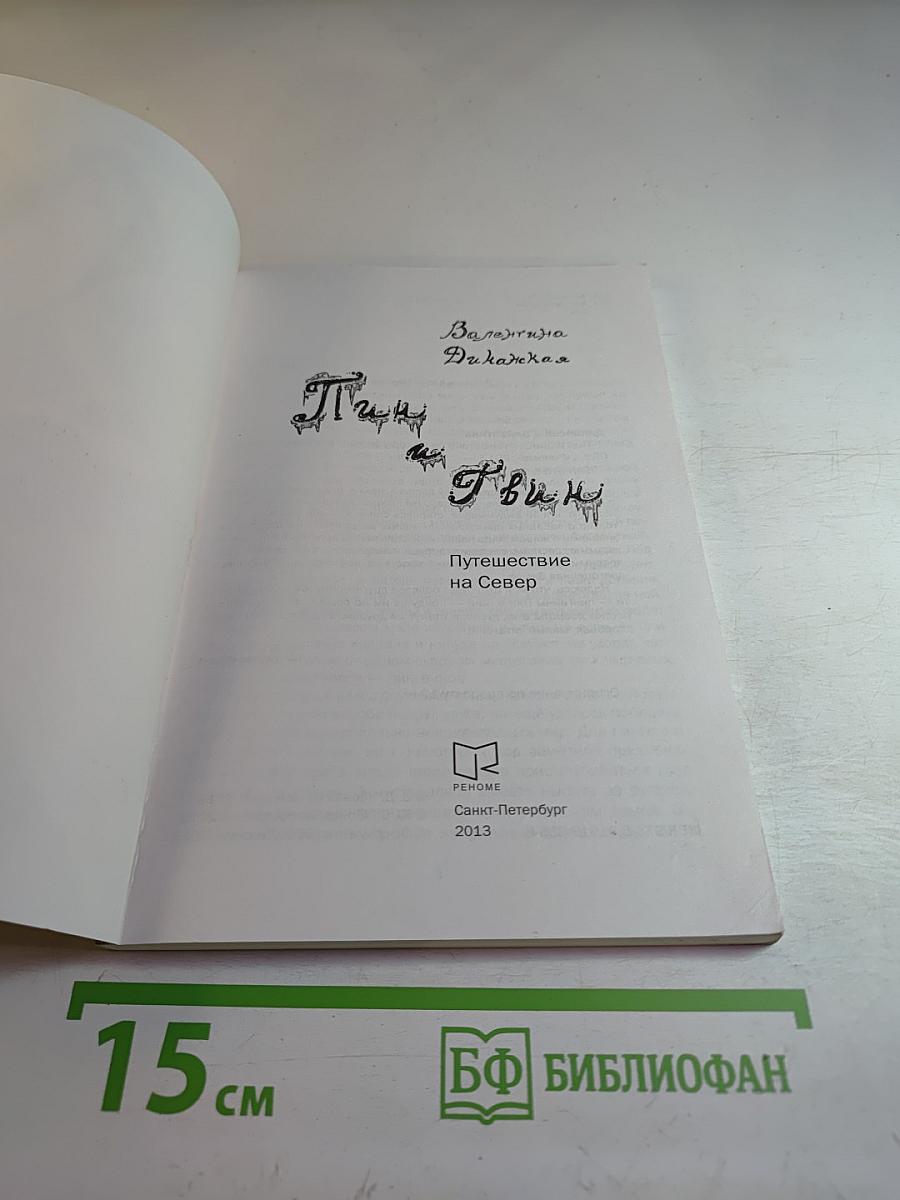 Валентина
Диканская
Пин
и
Гвин
Путешествие
на Север
РЕНОМЕ
Санкт-Петербург
2013
15 см
БФ БИБЛИОФАН